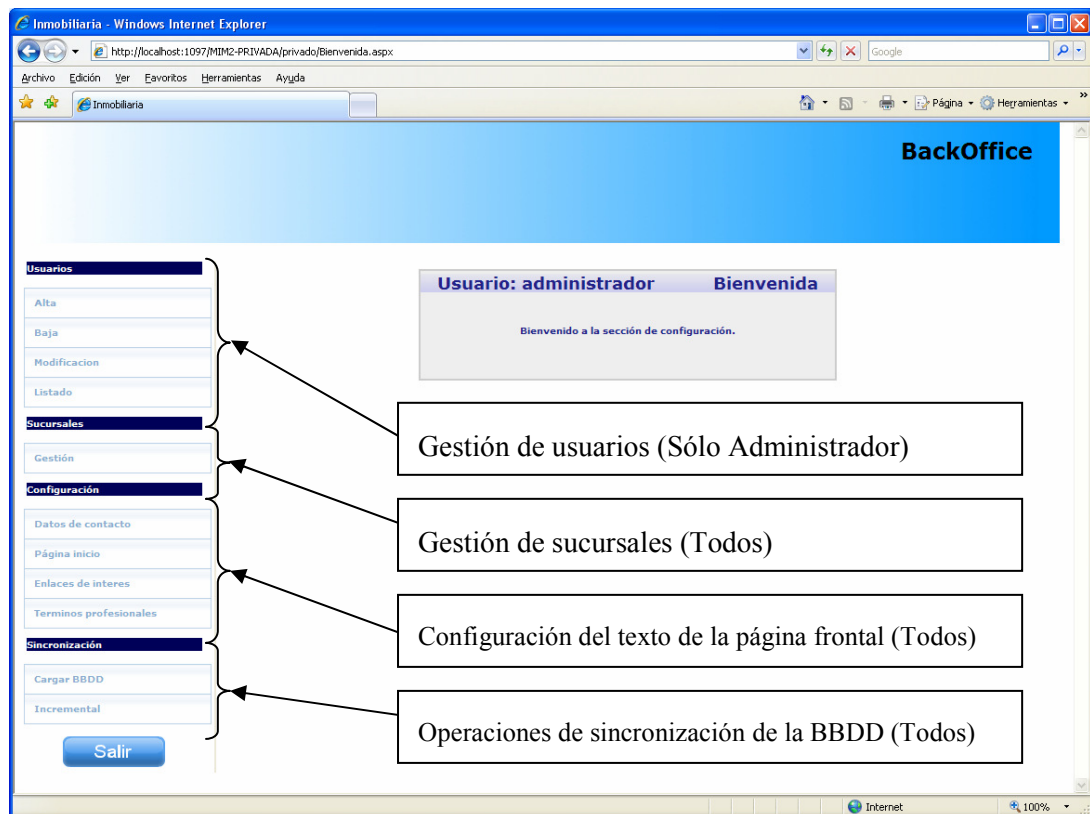 Inmobiliaria - Windows Internet Explorer
http://localhost:1097/MIM2-PRIVADA/privado/Bienvenida.aspx
Google
Archivo Edición Ver Favoritos Herramientas Ayuda
Inmobiliaria
Página
Herramientas
»
BackOffice
Usuarios
Alta
Baja
Modificacion
Listado
Sucursales
Gestión
Configuración
Datos de contacto
Página inicio
Enlaces de interes
Terminos profesionales
Sincronización
Cargar BBDD
Incremental
Salir
Usuario: administrador Bienvenida
Bienvenido a la sección de configuración.
Gestión de usuarios (Sólo Administrador)
Gestión de sucursales (Todos)
Configuración del texto de la página frontal (Todos)
Operaciones de sincronización de la BBDD (Todos)
Internet
100%